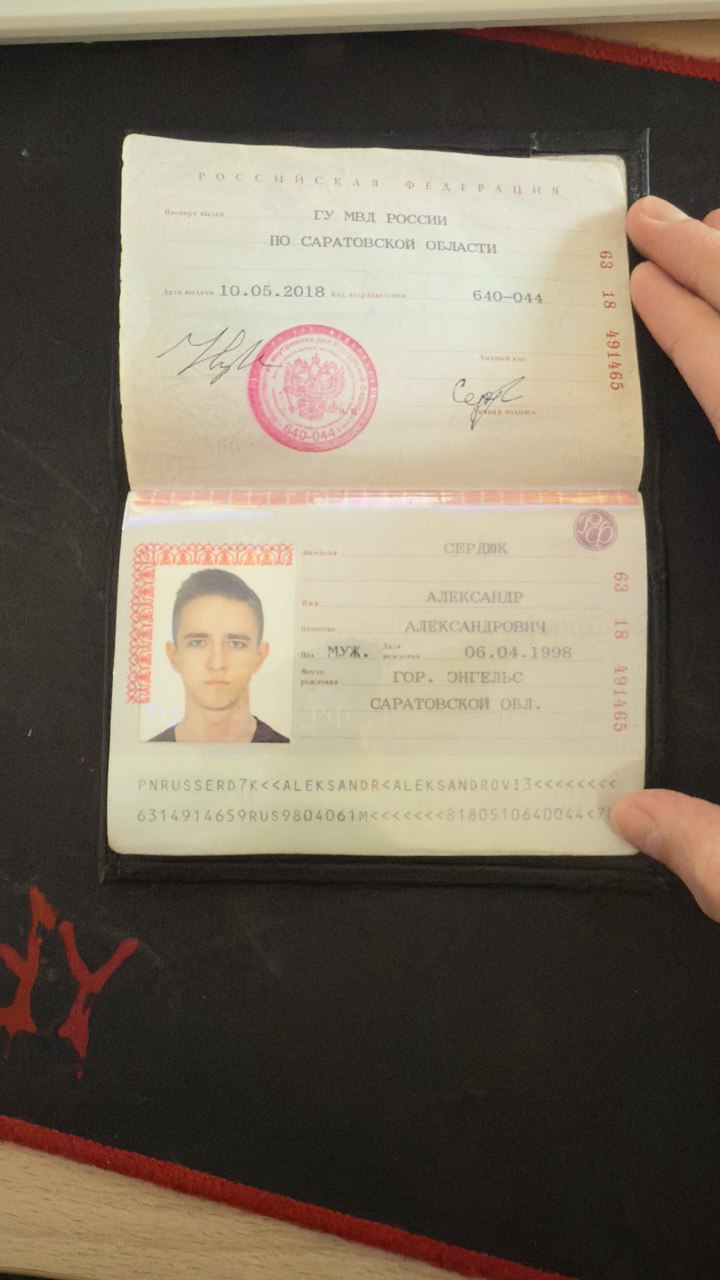 РОССИЙСКАЯ ФЕДЕРАЦИЯ
Паспорт выдан ГУ МВД РОССИИ
ПО САРАТОВСКОЙ ОБЛАСТИ
Дата выдачи 10.05.2018 Код подразделения 640-044
Личный код
Личная подпись
640-044
63 18 491465
РФ
Фамилия СЕРДЮК
Имя АЛЕКСАНДР
Отчество АЛЕКСАНДРОВИЧ
Пол МУЖ. Дата рождения 06.04.1998
Место рождения ГОР. ЭНГЕЛЬС
САРАТОВСКОЙ ОБЛ.
63 18 491465
PNRUSSERD7K<<ALEKSANDR<ALEKSANDROVI3<<<<<<<<
6314914659RUS9804061M<<<<<<<8180510640044<7